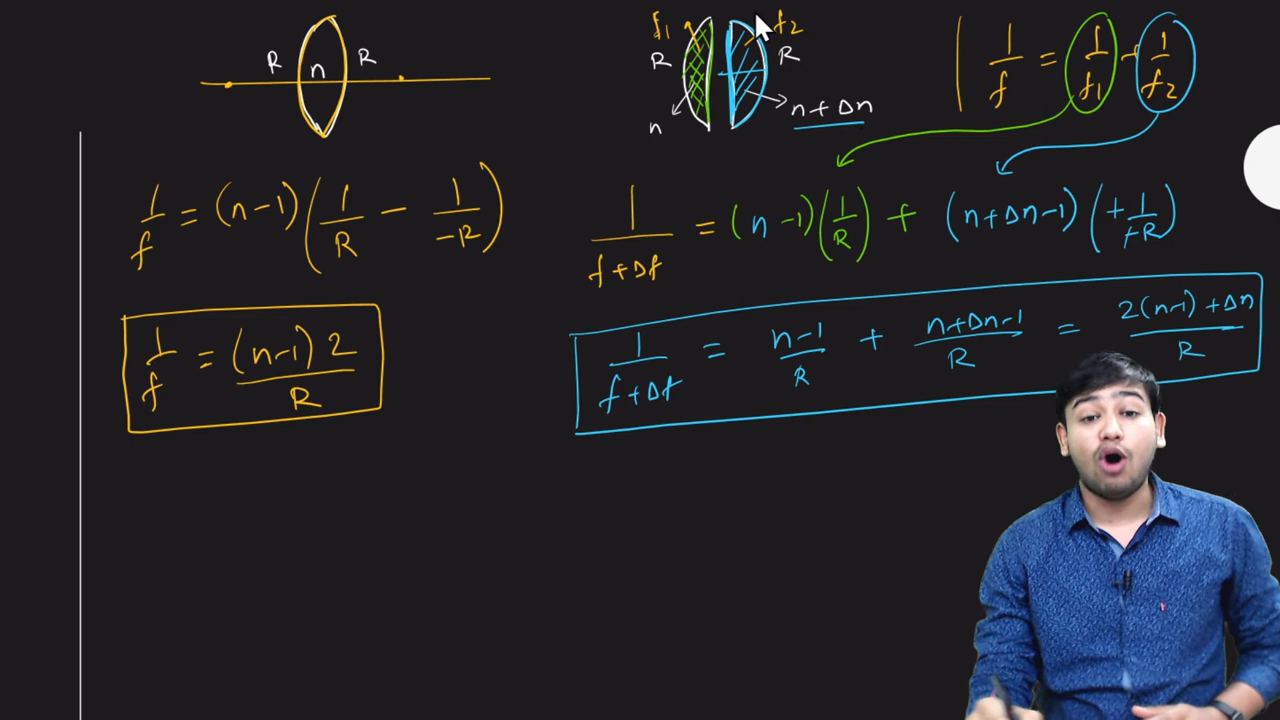 R n R
f₁ f₂
R R
n
n + Δn
1/f = 1/f₁ + 1/f₂
1/f = (n-1)(1/R - 1/-R)
1/(f+Δf) = (n-1)(1/R) + (n+Δn-1)(+1/+R)
1/f = (n-1)2/R
1/(f+Δf) = (n-1)/R + (n+Δn-1)/R = (2(n-1)+Δn)/R